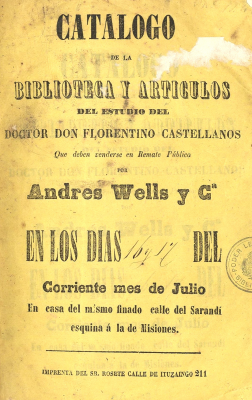 CATALOGO
DE LA
BIBLIOTECA Y ARTICULOS
DEL ESTUDIO DEL
DOCTOR DON FLORENTINO CASTELLANOS
Que deben venderse en Remate Público
POR
Andres Wells y Cª
EN LOS DIAS 16 y 17 DEL
Corriente mes de Julio
En casa del mismo finado calle del Sarandí
esquina á la de Misiones.
IMPRENTA DEL SR. ROSETE CALLE DE ITUZAINGO 211